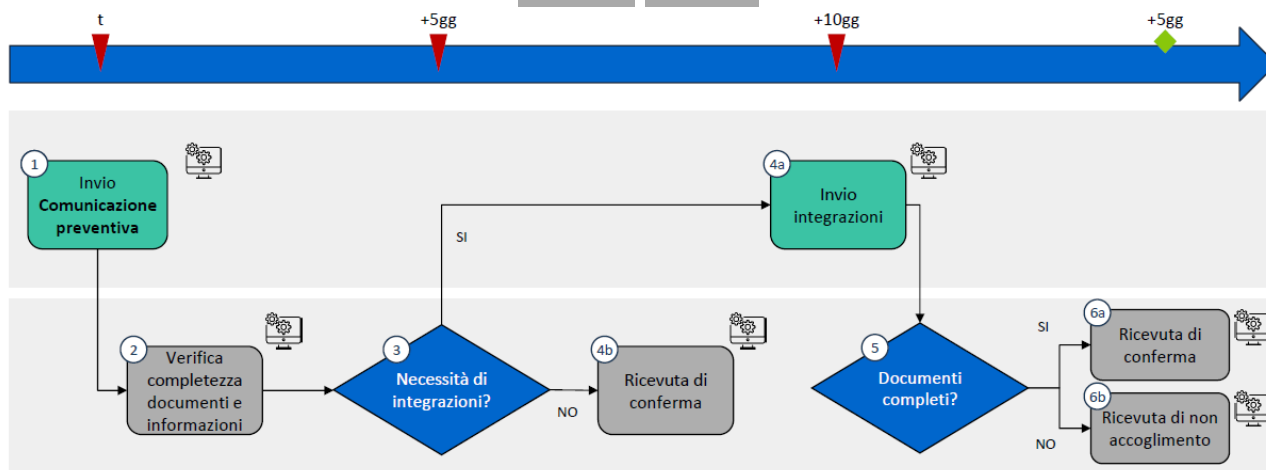 t
+5gg
+10gg
+5gg
1
Invio
Comunicazione
preventiva
4a
Invio
integrazioni
SI
2
Verifica
completezza
documenti e
informazioni
3
Necessità di
integrazioni?
NO
4b
Ricevuta di
conferma
5
Documenti
completi?
SI
NO
6a
Ricevuta di
conferma
6b
Ricevuta di non
accoglimento